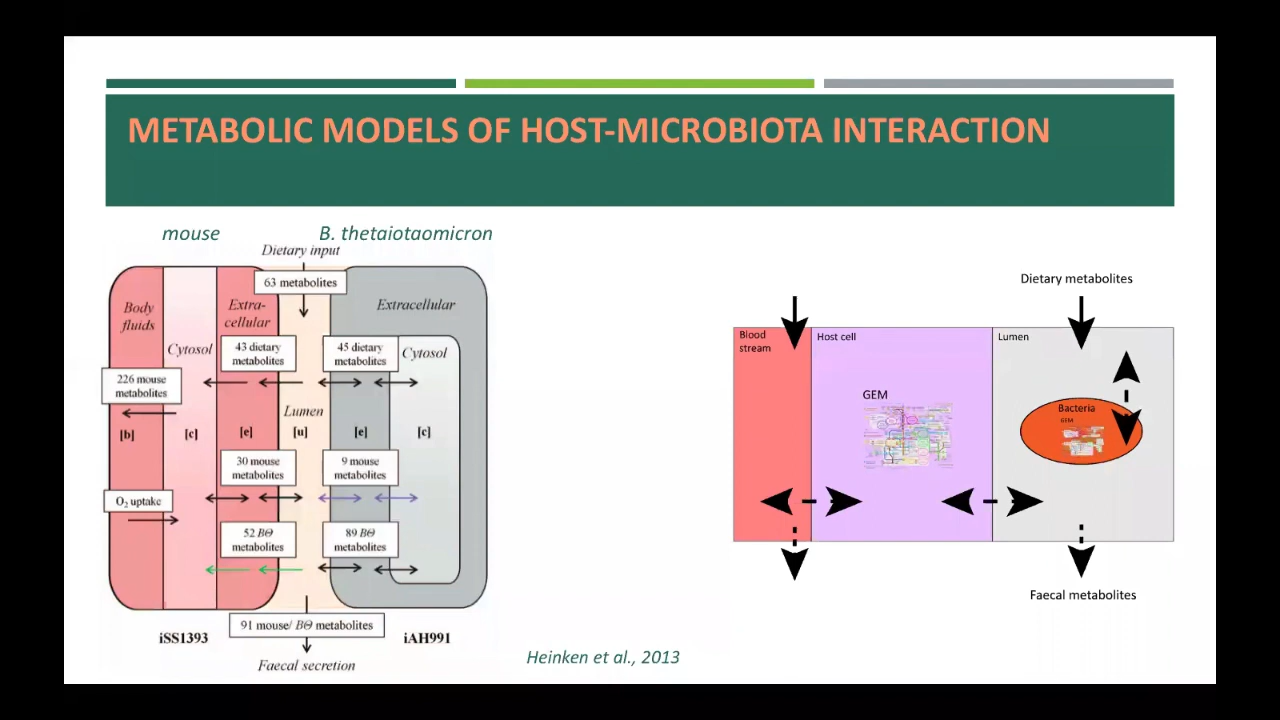 METABOLIC MODELS OF HOST-MICROBIOTA INTERACTION
mouse
B. thetaiotaomicron
Dietary input
63 metabolites
Body
fluids
Cytosol
Extra-
cellular
Extracellular
Cytosol
43 dietary
metabolites
45 dietary
metabolites
226 mouse
metabolites
Lumen
[b]
[c]
[e]
[u]
[e]
[c]
30 mouse
metabolites
9 mouse
metabolites
O₂ uptake
52 BΘ
metabolites
89 BΘ
metabolites
91 mouse/ BΘ metabolites
iSS1393
iAH991
Faecal secretion
Heinken et al., 2013
Dietary metabolites
Blood
stream
Host cell
Lumen
GEM
Bacteria
GEM
Faecal metabolites